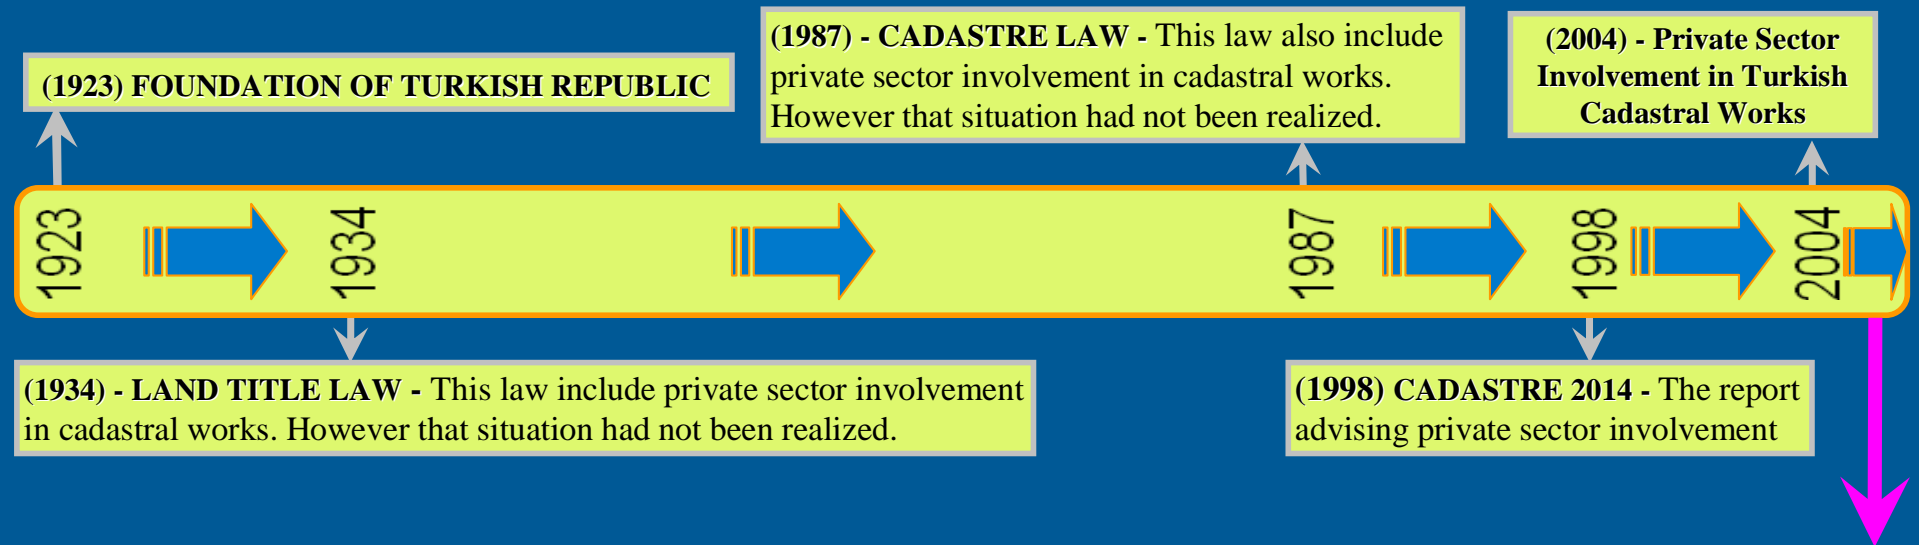 (1923) FOUNDATION OF TURKISH REPUBLIC
(1987) - CADASTRE LAW - This law also include
private sector involvement in cadastral works.
However that situation had not been realized.
(2004) - Private Sector
Involvement in Turkish
Cadastral Works
1923
1934
1987
1998
2004
(1934) - LAND TITLE LAW - This law include private sector involvement
in cadastral works. However that situation had not been realized.
(1998) CADASTRE 2014 - The report
advising private sector involvement